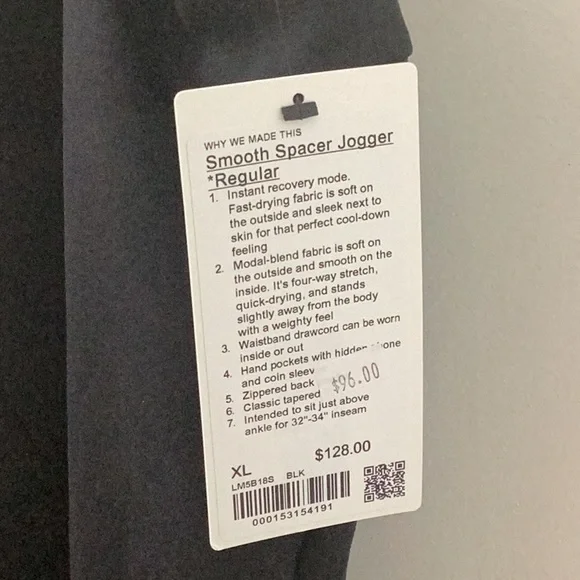 WHY WE MADE THIS
Smooth Spacer Jogger
*Regular
1. Instant recovery mode.
Fast-drying fabric is soft on
the outside and sleek next to
skin for that perfect cool-down
feeling
2. Modal-blend fabric is soft on
the outside and smooth on the
inside. It's four-way stretch,
quick-drying, and stands
slightly away from the body
with a weighty feel
3. Waistband drawcord can be worn
inside or out
4. Hand pockets with hidden phone
and coin sleev
5. Zippered back
$96.00
6. Classic tapered
7. Intended to sit just above
ankle for 32"-34" inseam
XL
$128.00
LM5B18S BLK
000153154191